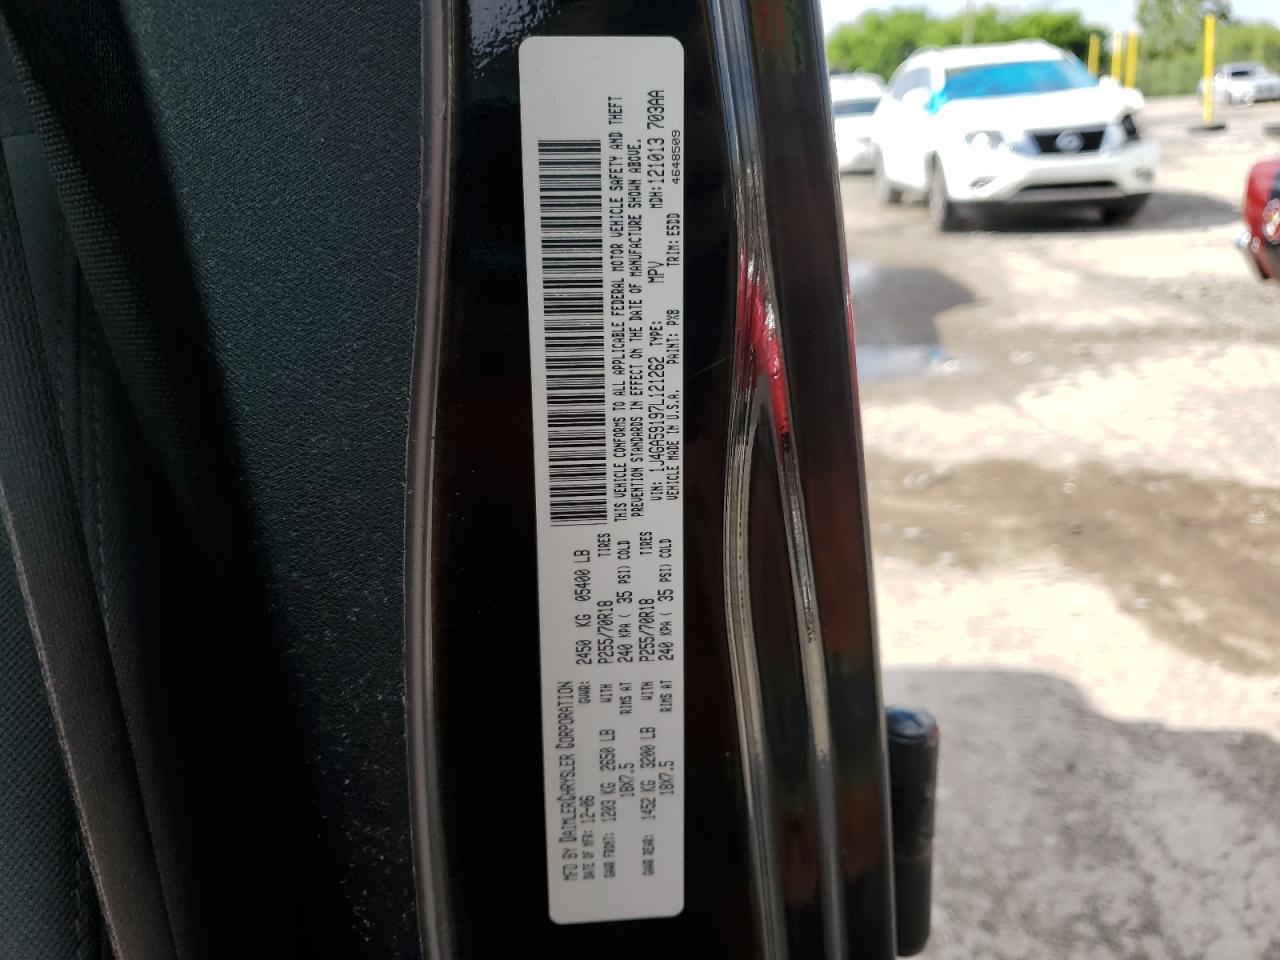 MFD BY DAIMLERCHRYSLER CORPORATION
DATE OF MFR: 12-06 GVWR: 2450 KG 05400 LB
GAWR FRONT: 1203 KG 2650 LB WITH P255/70R18 TIRES
18X7.5 RIMS AT 240 KPA ( 35 PSI) COLD
GAWR REAR: 1452 KG 3200 LB WITH P255/70R18 TIRES
18X7.5 RIMS AT 240 KPA ( 35 PSI) COLD
THIS VEHICLE CONFORMS TO ALL APPLICABLE FEDERAL MOTOR VEHICLE SAFETY AND THEFT
PREVENTION STANDARDS IN EFFECT ON THE DATE OF MANUFACTURE SHOWN ABOVE.
VIN: 1J4GA59197L121262 TYPE: MPV MDH: 121013 703AA
VEHICLE MADE IN U.S.A. PAINT: PX8 TRIM: E5DD 4648509